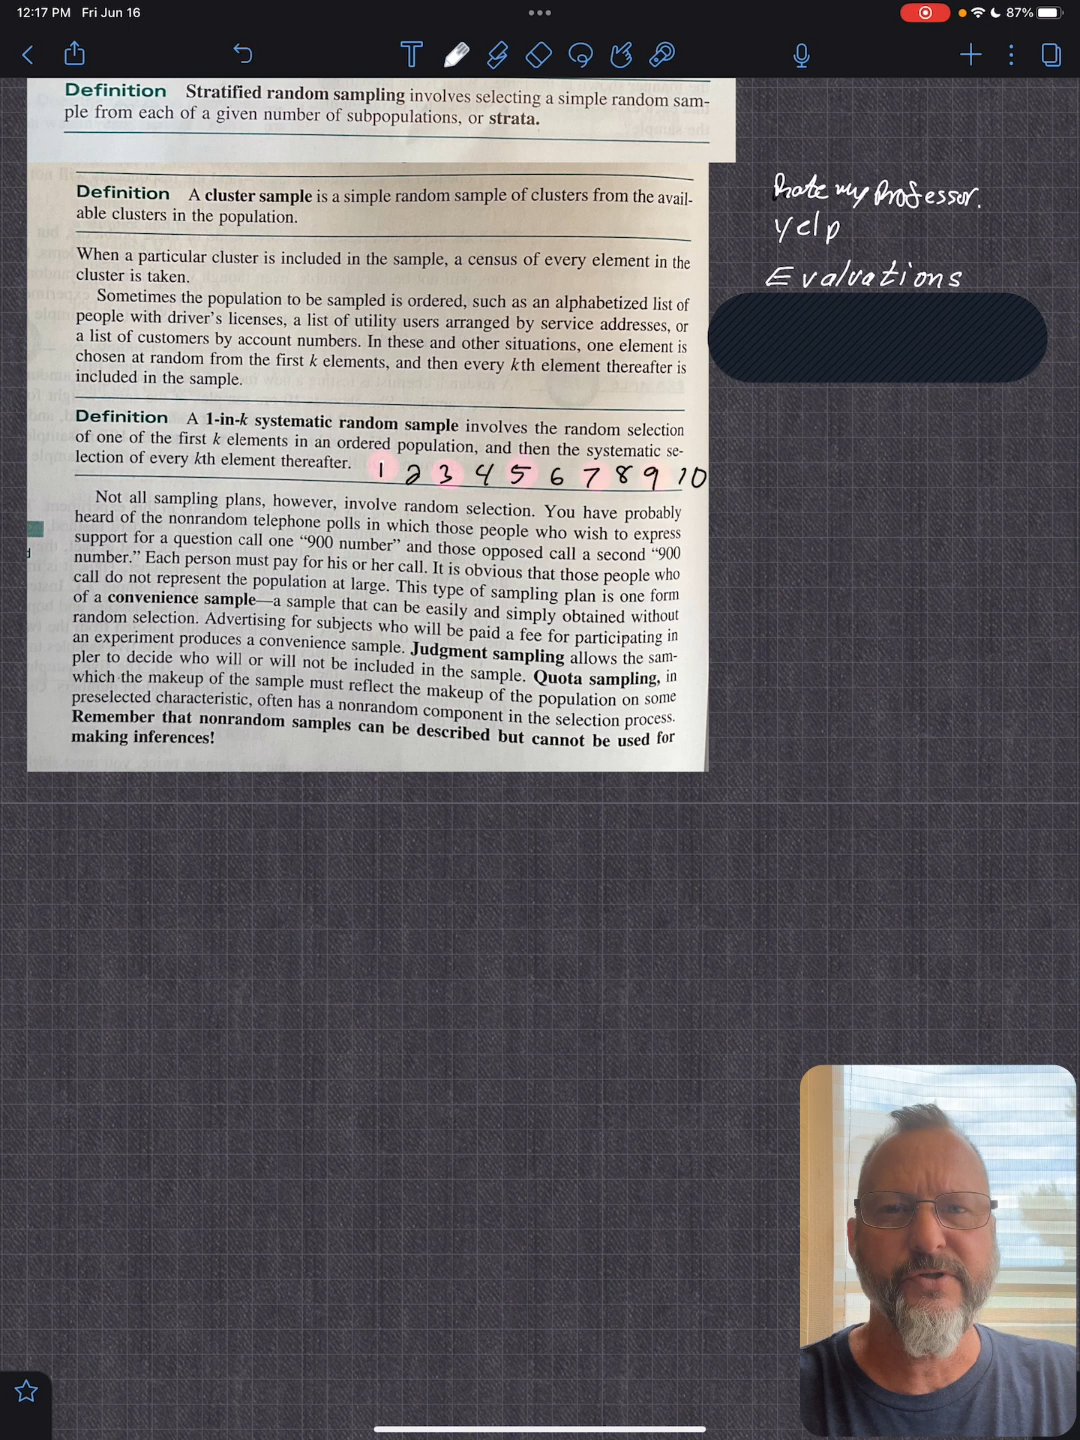 12:17 PM Fri Jun 16
87%
Definition Stratified random sampling involves selecting a simple random sam-
ple from each of a given number of subpopulations, or strata.
Definition A cluster sample is a simple random sample of clusters from the avail-
able clusters in the population.
When a particular cluster is included in the sample, a census of every element in the
cluster is taken.
Sometimes the population to be sampled is ordered, such as an alphabetized list of
people with driver's licenses, a list of utility users arranged by service addresses, or
a list of customers by account numbers. In these and other situations, one element is
chosen at random from the first k elements, and then every kth element thereafter is
included in the sample.
Definition A 1-in-k systematic random sample involves the random selection
of one of the first k elements in an ordered population, and then the systematic se-
lection of every kth element thereafter.
1 2 3 4 5 6 7 8 9 10
Not all sampling plans, however, involve random selection. You have probably
heard of the nonrandom telephone polls in which those people who wish to express
support for a question call one “900 number” and those opposed call a second “900
number.” Each person must pay for his or her call. It is obvious that those people who
call do not represent the population at large. This type of sampling plan is one form
of a convenience sample—a sample that can be easily and simply obtained without
random selection. Advertising for subjects who will be paid a fee for participating in
an experiment produces a convenience sample. Judgment sampling allows the sam-
pler to decide who will or will not be included in the sample. Quota sampling, in
which the makeup of the sample must reflect the makeup of the population on some
preselected characteristic, often has a nonrandom component in the selection process.
Remember that nonrandom samples can be described but cannot be used for
making inferences!
Rate my Professor.
Yelp
Evaluations